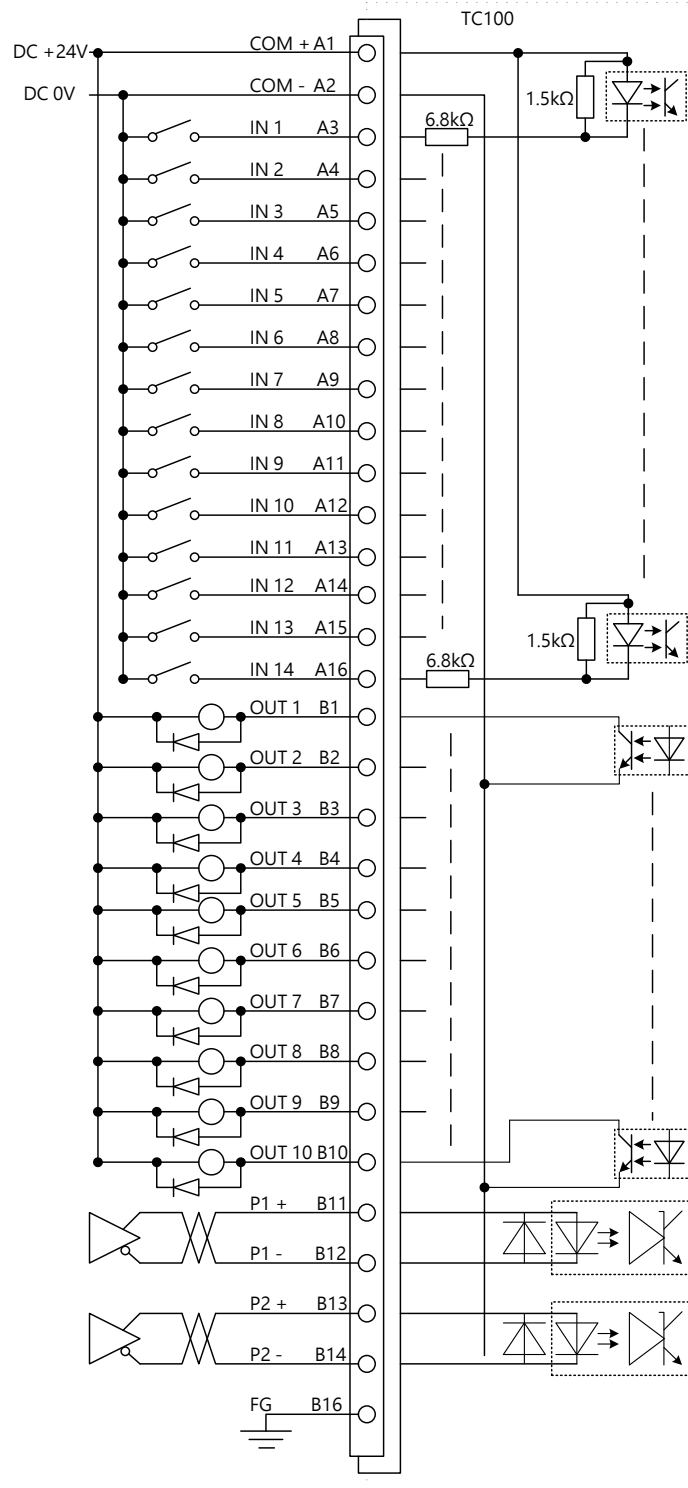 TC100
DC +24V COM + A1
DC 0V COM - A2
1.5kΩ
IN 1 A3 6.8kΩ
IN 2 A4
IN 3 A5
IN 4 A6
IN 5 A7
IN 6 A8
IN 7 A9
IN 8 A10
IN 9 A11
IN 10 A12
IN 11 A13
IN 12 A14
IN 13 A15 1.5kΩ
IN 14 A16 6.8kΩ
OUT 1 B1
OUT 2 B2
OUT 3 B3
OUT 4 B4
OUT 5 B5
OUT 6 B6
OUT 7 B7
OUT 8 B8
OUT 9 B9
OUT 10 B10
P1 + B11
P1 - B12
P2 + B13
P2 - B14
FG B16